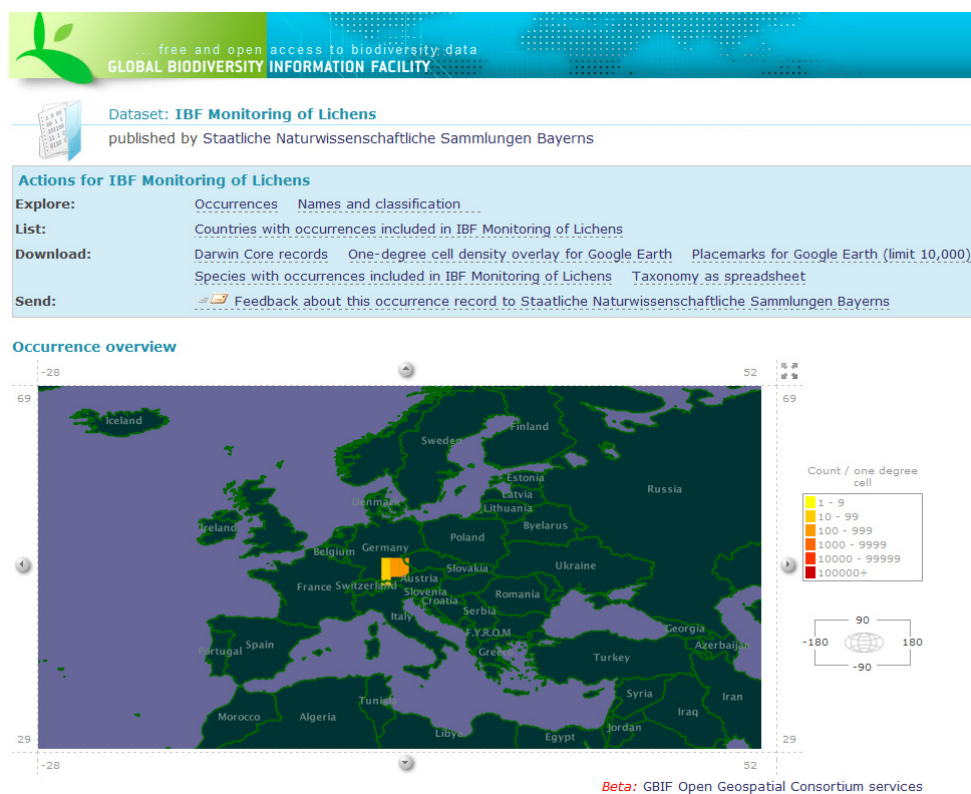 ... free and open access to biodiversity data
GLOBAL BIODIVERSITY INFORMATION FACILITY
Dataset: IBF Monitoring of Lichens
published by Staatliche Naturwissenschaftliche Sammlungen Bayerns
Actions for IBF Monitoring of Lichens
Explore: Occurrences Names and classification
List: Countries with occurrences included in IBF Monitoring of Lichens
Download: Darwin Core records One-degree cell density overlay for Google Earth Placemarks for Google Earth (limit 10,000)
Species with occurrences included in IBF Monitoring of Lichens Taxonomy as spreadsheet
Send: Feedback about this occurrence record to Staatliche Naturwissenschaftliche Sammlungen Bayerns
Occurrence overview
-28 52
69 69
Iceland
Finland
Sweden
Estonia
Russia
Latvia
Denmark
Lithuania
Ireland
Byelarus
Poland
Belgium Germany
Slovakia Ukraine
Austria
France Switzerland
Slovenia Romania
Croatia
Serbia
Italy
F.Y.R.O.M Georgia
Portugal Spain Greece Azerbaijan
Turkey
Syria Iran
Tunisia
Iraq
Morocco Algeria
Jordan
Libya Egypt
29 29
-28 52
Count / one degree
cell
1 - 9
10 - 99
100 - 999
1000 - 9999
10000 - 99999
100000+
90
-180 180
-90
Beta: GBIF Open Geospatial Consortium services